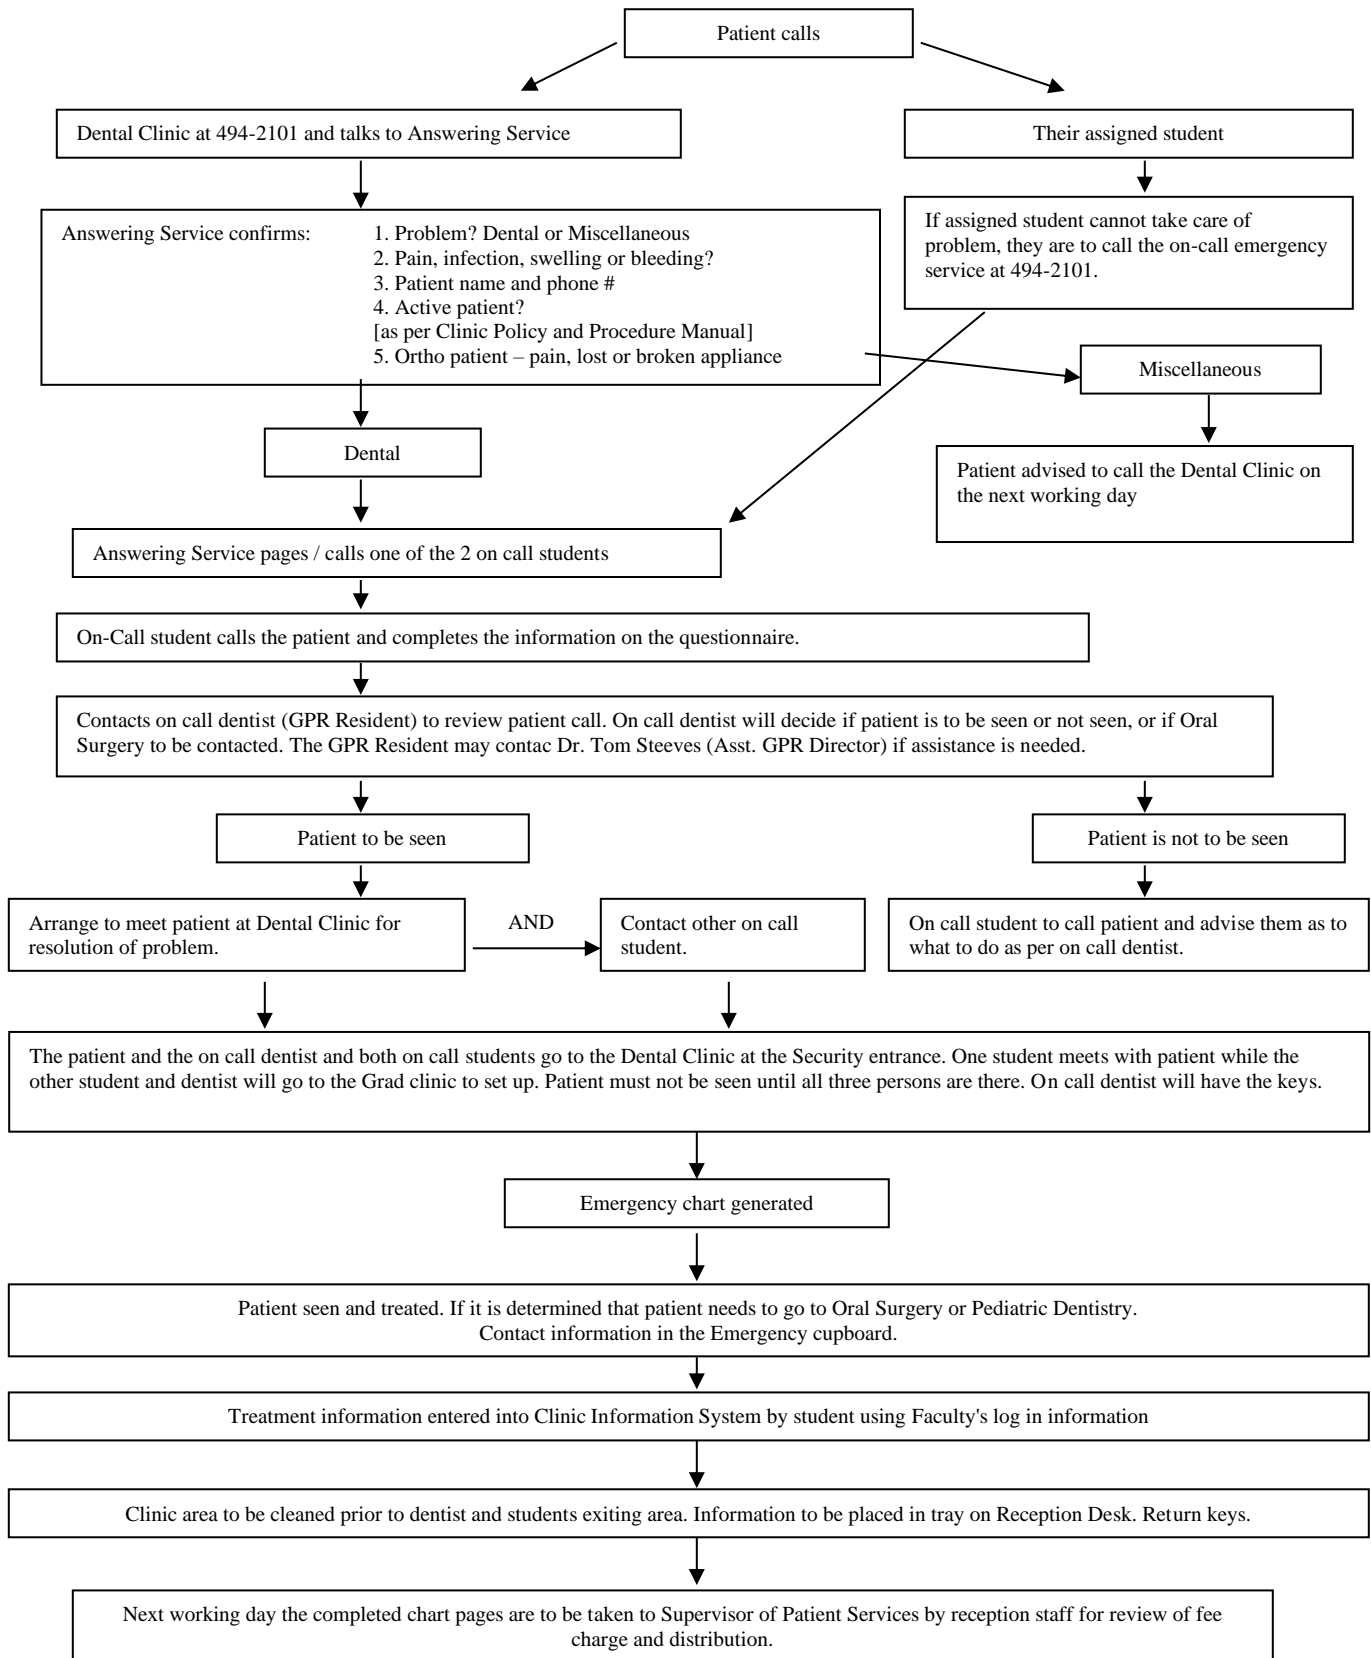 Patient calls
Dental Clinic at 494-2101 and talks to Answering Service
Their assigned student
Answering Service confirms:
1. Problem? Dental or Miscellaneous
2. Pain, infection, swelling or bleeding?
3. Patient name and phone #
4. Active patient?
[as per Clinic Policy and Procedure Manual]
5. Ortho patient – pain, lost or broken appliance
If assigned student cannot take care of
problem, they are to call the on-call emergency
service at 494-2101.
Miscellaneous
Dental
Patient advised to call the Dental Clinic on
the next working day
Answering Service pages / calls one of the 2 on call students
On-Call student calls the patient and completes the information on the questionnaire.
Contacts on call dentist (GPR Resident) to review patient call. On call dentist will decide if patient is to be seen or not seen, or if Oral
Surgery to be contacted. The GPR Resident may contac Dr. Tom Steeves (Asst. GPR Director) if assistance is needed.
Patient to be seen
Patient is not to be seen
Arrange to meet patient at Dental Clinic for
resolution of problem.
AND
Contact other on call
student.
On call student to call patient and advise them as to
what to do as per on call dentist.
The patient and the on call dentist and both on call students go to the Dental Clinic at the Security entrance. One student meets with patient while the
other student and dentist will go to the Grad clinic to set up. Patient must not be seen until all three persons are there. On call dentist will have the keys.
Emergency chart generated
Patient seen and treated. If it is determined that patient needs to go to Oral Surgery or Pediatric Dentistry.
Contact information in the Emergency cupboard.
Treatment information entered into Clinic Information System by student using Faculty's log in information
Clinic area to be cleaned prior to dentist and students exiting area. Information to be placed in tray on Reception Desk. Return keys.
Next working day the completed chart pages are to be taken to Supervisor of Patient Services by reception staff for review of fee
charge and distribution.